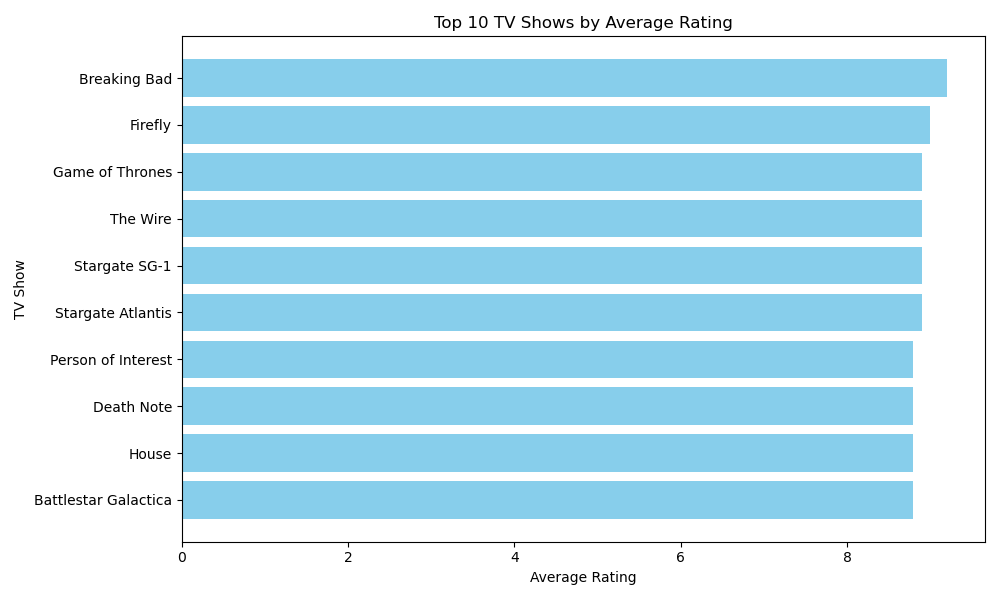 Top 10 TV Shows by Average Rating
TV Show
Breaking Bad
Firefly
Game of Thrones
The Wire
Stargate SG-1
Stargate Atlantis
Person of Interest
Death Note
House
Battlestar Galactica
0 2 4 6 8
Average Rating